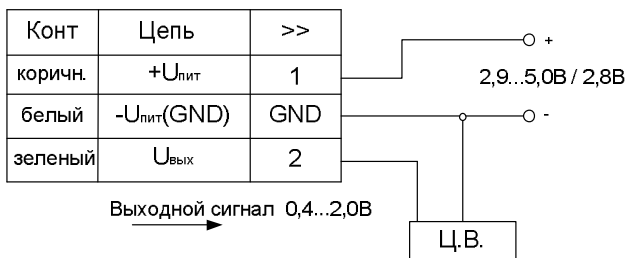 Конт Цепь >>
+
коричн. +Uпит 1
2,9...5,0В / 2,8В
белый -Uпит(GND) GND
-
зеленый Uвых 2
Выходной сигнал 0,4...2,0В
Ц.В.